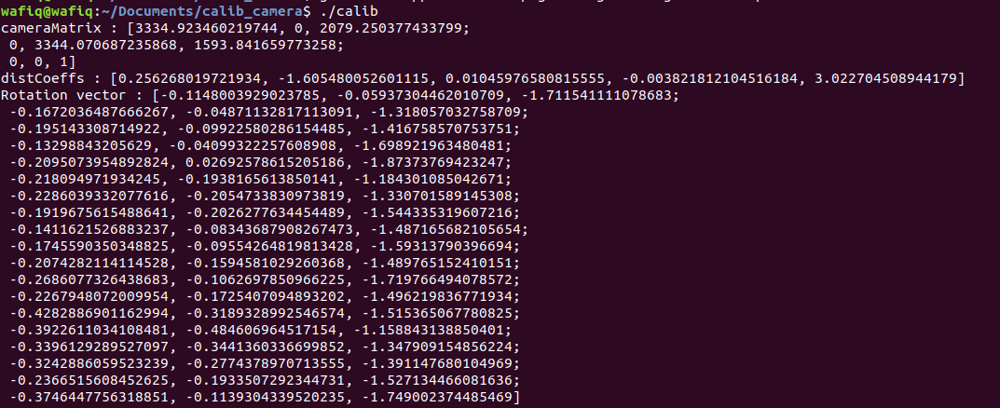 wafiq@wafiq:~/Documents/calib_camera$ ./calib
cameraMatrix : [3334.923460219744, 0, 2079.250377433799;
 0, 3344.070687235868, 1593.841659773258;
 0, 0, 1]
distCoeffs : [0.256268019721934, -1.605480052601115, 0.01045976580815555, -0.003821812104516184, 3.022704508944179]
Rotation vector : [-0.1148003929023785, -0.05937304462010709, -1.711541111078683;
 -0.1672036487666267, -0.04871132817113091, -1.318057032758709;
 -0.195143308714922, -0.09922580286154485, -1.416758570753751;
 -0.13298843205629, -0.04099322257608908, -1.698921963480481;
 -0.2095073954892824, 0.02692578615205186, -1.87373769423247;
 -0.218094971934245, -0.1938165613850141, -1.184301085042671;
 -0.2286039332077616, -0.2054733830973819, -1.330701589145308;
 -0.1919675615488641, -0.2026277634454489, -1.544335319607216;
 -0.1411621526883237, -0.08343687908267473, -1.487165682105654;
 -0.1745590350348825, -0.09554264819813428, -1.59313790396694;
 -0.2074282114114528, -0.1594581029260368, -1.489765152410151;
 -0.2686077326438683, -0.1062697850966225, -1.719766494078572;
 -0.2267948072009954, -0.1725407094893202, -1.496219836771934;
 -0.4282886901162994, -0.3189328992546574, -1.515365067780825;
 -0.3922611034108481, -0.484606964517154, -1.158843138850401;
 -0.3396129289527097, -0.3441360336699852, -1.347909154856224;
 -0.3242886059523239, -0.2774378970713555, -1.391147680104969;
 -0.2366515608452625, -0.1933507292344731, -1.527134466081636;
 -0.3746447756318851, -0.1139304339520235, -1.749002374485469]